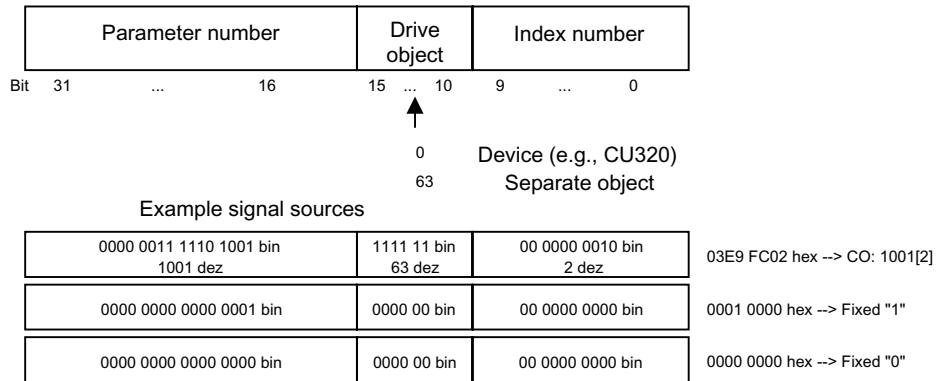 Parameter number Drive object Index number
Bit 31 ... 16 15 ... 10 9 ... 0
0 Device (e.g., CU320)
63 Separate object
Example signal sources
0000 0011 1110 1001 bin 1111 11 bin 00 0000 0010 bin
1001 dez 63 dez 2 dez
03E9 FC02 hex --> CO: 1001[2]
0000 0000 0000 0001 bin 0000 00 bin 00 0000 0000 bin 0001 0000 hex --> Fixed "1"
0000 0000 0000 0000 bin 0000 00 bin 00 0000 0000 bin 0000 0000 hex --> Fixed "0"